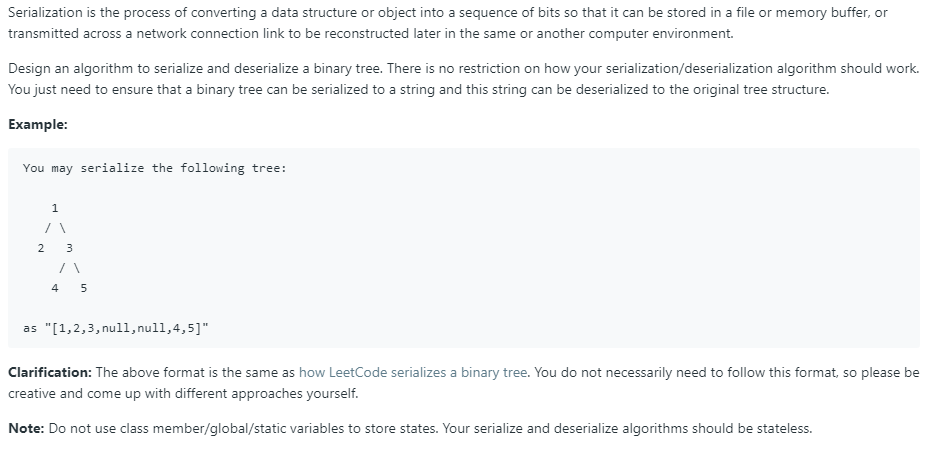 Serialization is the process of converting a data structure or object into a sequence of bits so that it can be stored in a file or memory buffer, or
transmitted across a network connection link to be reconstructed later in the same or another computer environment.
Design an algorithm to serialize and deserialize a binary tree. There is no restriction on how your serialization/deserialization algorithm should work.
You just need to ensure that a binary tree can be serialized to a string and this string can be deserialized to the original tree structure.
Example:
You may serialize the following tree:
    1
   / \
  2   3
     / \
    4   5
as "[1,2,3,null,null,4,5]"
Clarification: The above format is the same as how LeetCode serializes a binary tree. You do not necessarily need to follow this format, so please be
creative and come up with different approaches yourself.
Note: Do not use class member/global/static variables to store states. Your serialize and deserialize algorithms should be stateless.